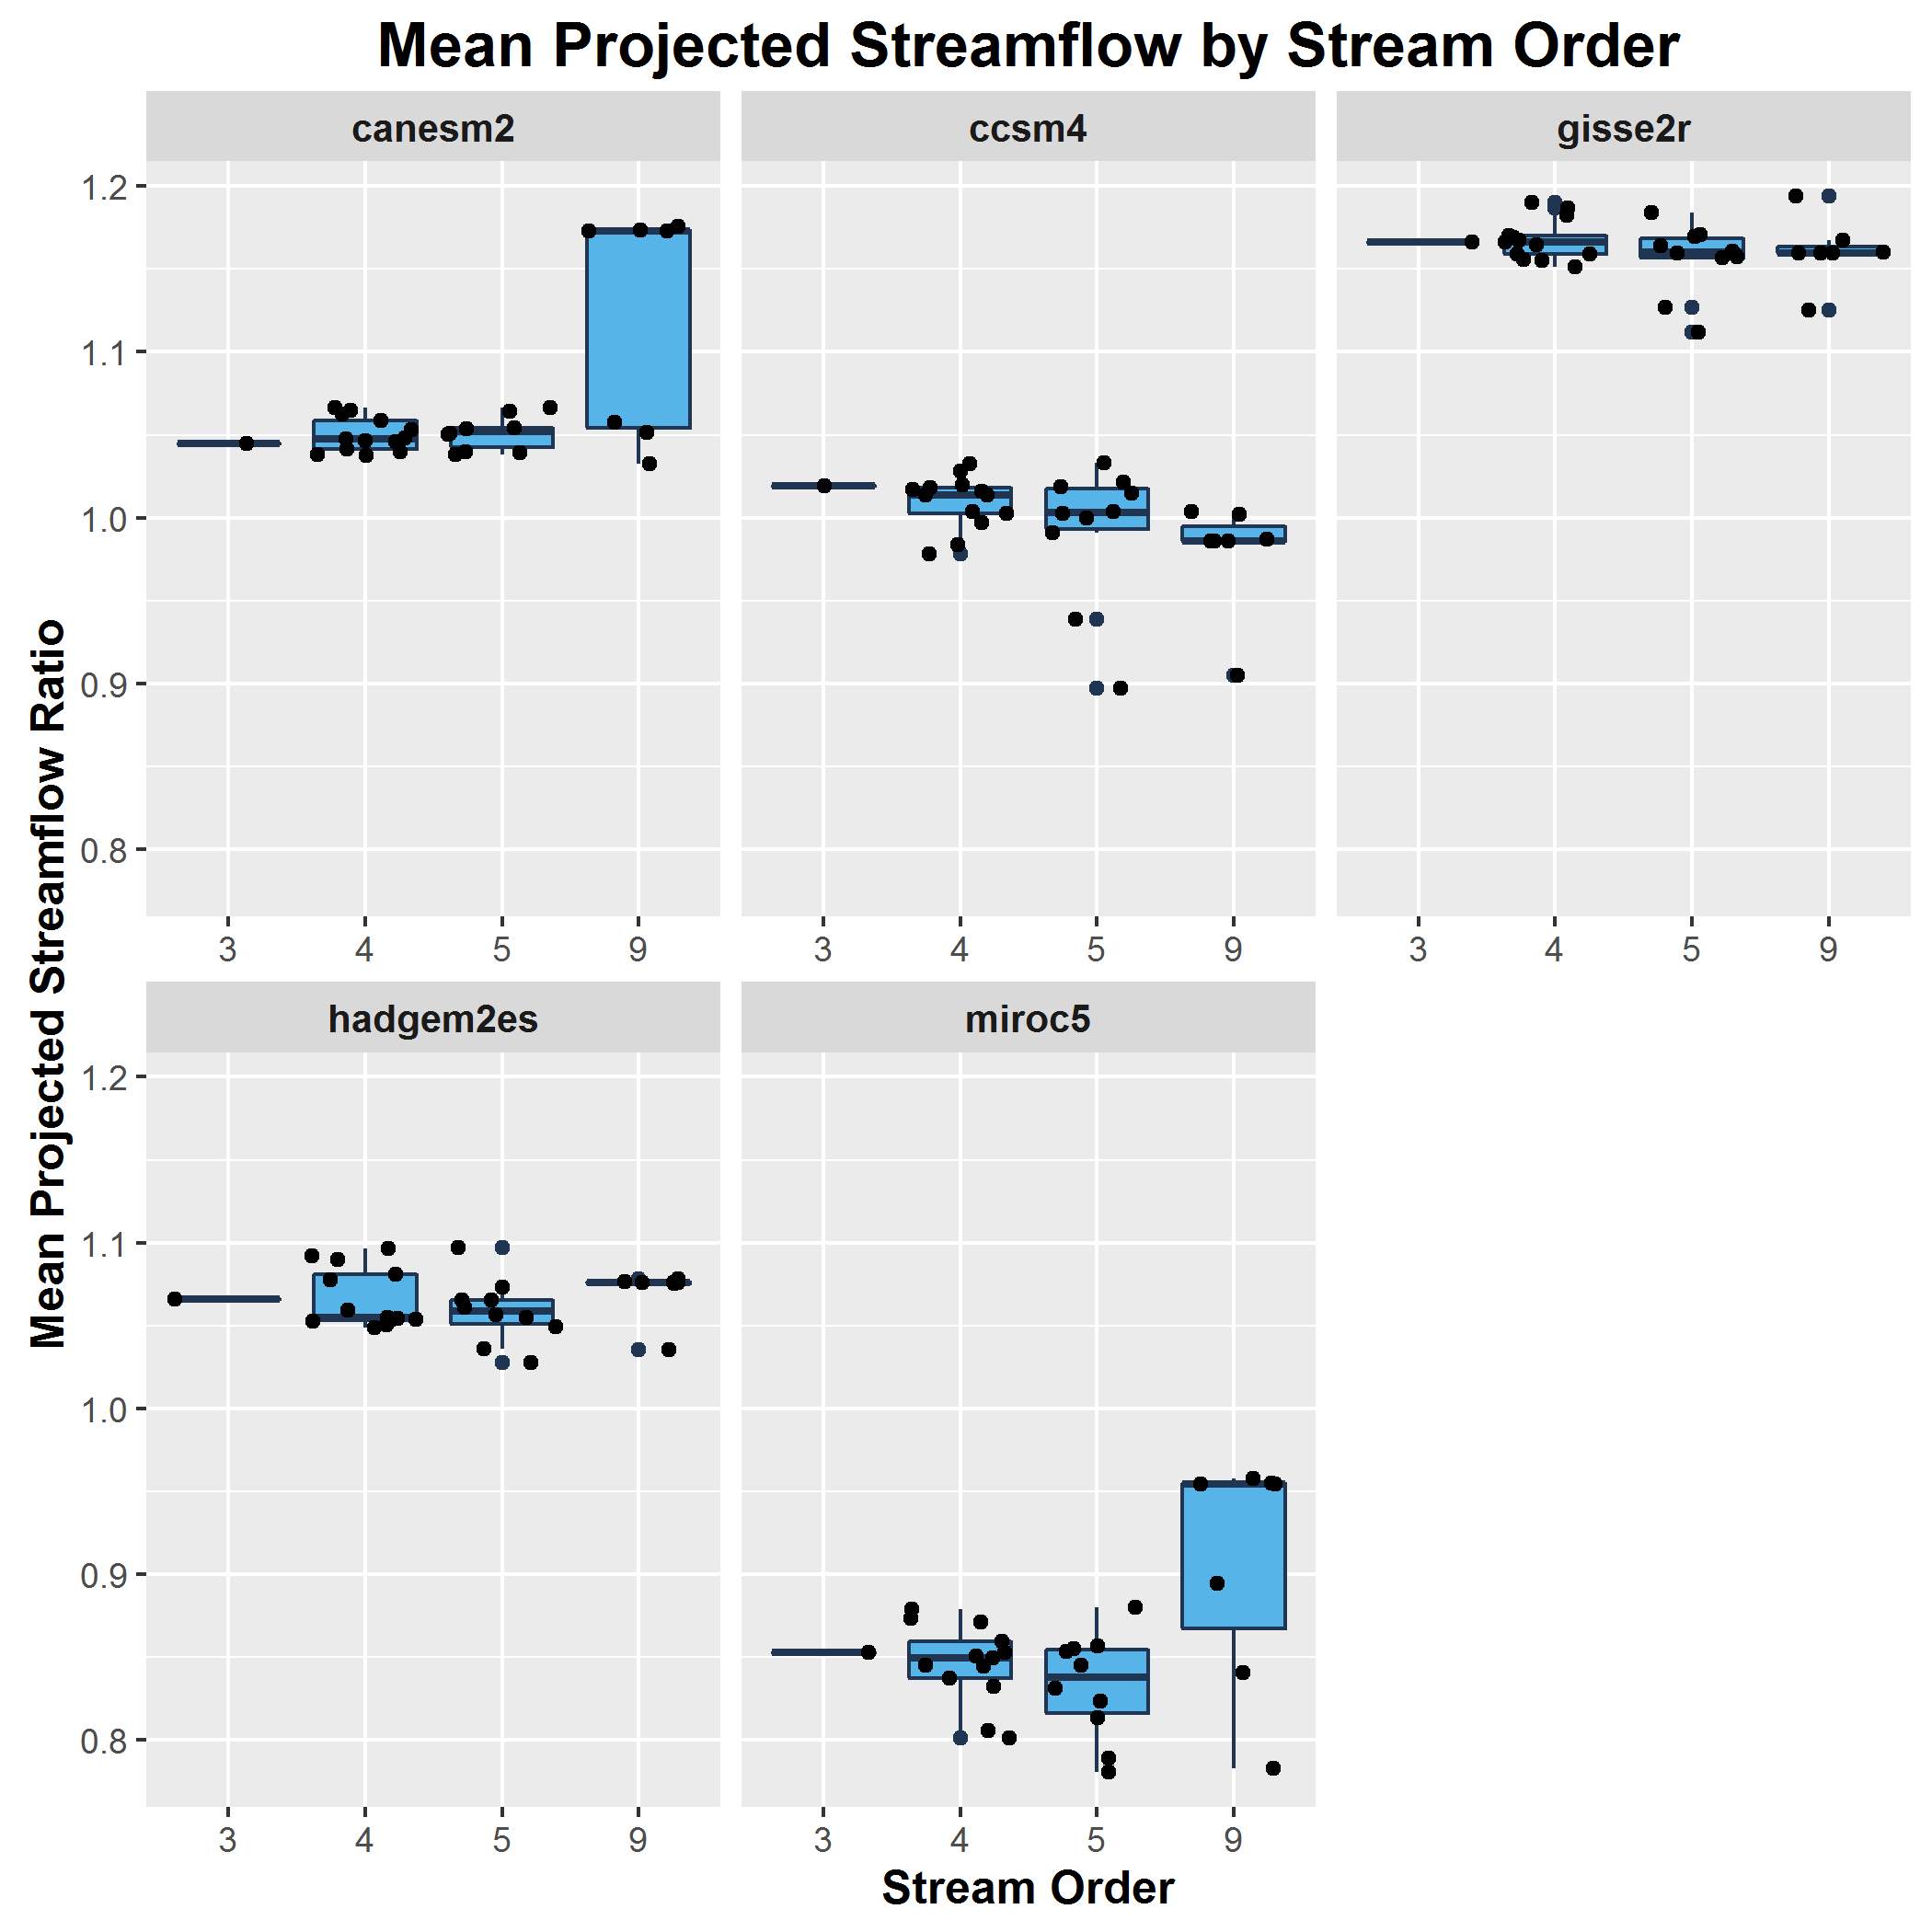 Mean Projected Streamflow by Stream Order
canesm2
ccsm4
gisse2r
1.2
1.1
1.0
0.9
0.8
3 4 5 9
3 4 5 9
3 4 5 9
Mean Projected Streamflow Ratio
hadgem2es
miroc5
1.2
1.1
1.0
0.9
0.8
3 4 5 9
3 4 5 9
Stream Order